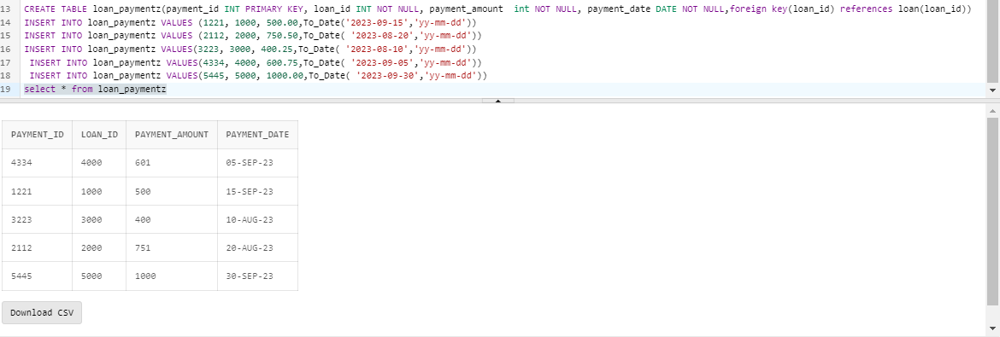 13 CREATE TABLE loan_paymentz(payment_id INT PRIMARY KEY, loan_id INT NOT NULL, payment_amount  int NOT NULL, payment_date DATE NOT NULL,foreign key(loan_id) references loan(loan_id))
14 INSERT INTO loan_paymentz VALUES (1221, 1000, 500.00,To_Date('2023-09-15','yy-mm-dd'))
15 INSERT INTO loan_paymentz VALUES (2112, 2000, 750.50,To_Date( '2023-08-20','yy-mm-dd'))
16 INSERT INTO loan_paymentz VALUES(3223, 3000, 400.25,To_Date( '2023-08-10','yy-mm-dd'))
17  INSERT INTO loan_paymentz VALUES(4334, 4000, 600.75,To_Date( '2023-09-05','yy-mm-dd'))
18  INSERT INTO loan_paymentz VALUES(5445, 5000, 1000.00,To_Date( '2023-09-30','yy-mm-dd'))
19 select * from loan_paymentz
PAYMENT_ID LOAN_ID PAYMENT_AMOUNT PAYMENT_DATE
4334 4000 601 05-SEP-23
1221 1000 500 15-SEP-23
3223 3000 400 10-AUG-23
2112 2000 751 20-AUG-23
5445 5000 1000 30-SEP-23
Download CSV